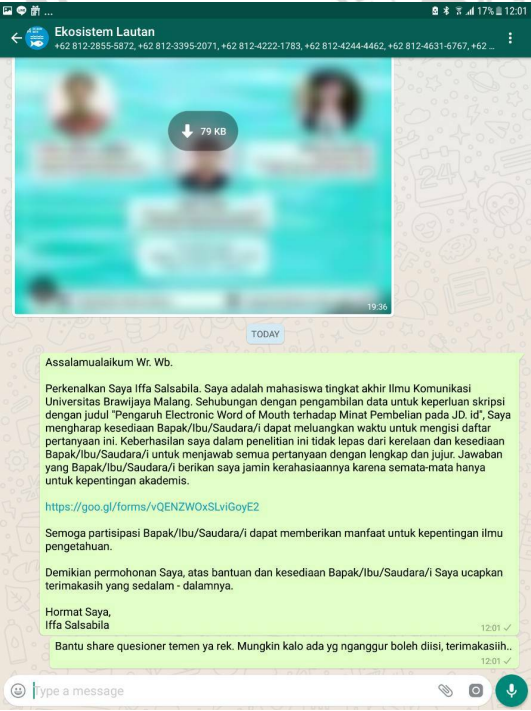 17% 12:01
Ekosistem Lautan
+62 812-2855-5872, +62 812-3395-2071, +62 812-4222-1783, +62 812-4244-4462, +62 812-4631-6767, +62 ...
79 KB
19:36
TODAY
Assalamualaikum Wr. Wb.
Perkenalkan Saya Iffa Salsabila. Saya adalah mahasiswa tingkat akhir Ilmu Komunikasi
Universitas Brawijaya Malang. Sehubungan dengan pengambilan data untuk keperluan skripsi
dengan judul "Pengaruh Electronic Word of Mouth terhadap Minat Pembelian pada JD. id", Saya
mengharap kesediaan Bapak/Ibu/Saudara/i dapat meluangkan waktu untuk mengisi daftar
pertanyaan ini. Keberhasilan saya dalam penelitian ini tidak lepas dari kerelaan dan kesediaan
Bapak/Ibu/Saudara/i untuk menjawab semua pertanyaan dengan lengkap dan jujur. Jawaban
yang Bapak/Ibu/Saudara/i berikan saya jamin kerahasiaannya karena semata-mata hanya
untuk kepentingan akademis.
https://goo.gl/forms/vQENZWOxSLviGoyE2
Semoga partisipasi Bapak/Ibu/Saudara/i dapat memberikan manfaat untuk kepentingan ilmu
pengetahuan.
Demikian permohonan Saya, atas bantuan dan kesediaan Bapak/Ibu/Saudara/i Saya ucapkan
terimakasih yang sedalam - dalamnya.
Hormat Saya,
Iffa Salsabila
12:01
Bantu share quesioner temen ya rek. Mungkin kalo ada yg nganggur boleh diisi, terimakasiih..
12:01
Type a message